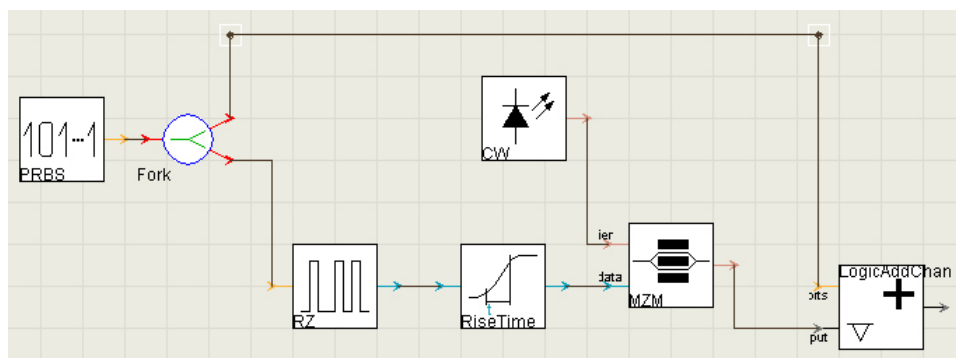 101...1
PRBS
Fork
CW
ier
data
MZM
RZ
t
RiseTime
LogicAddChan
bits
put